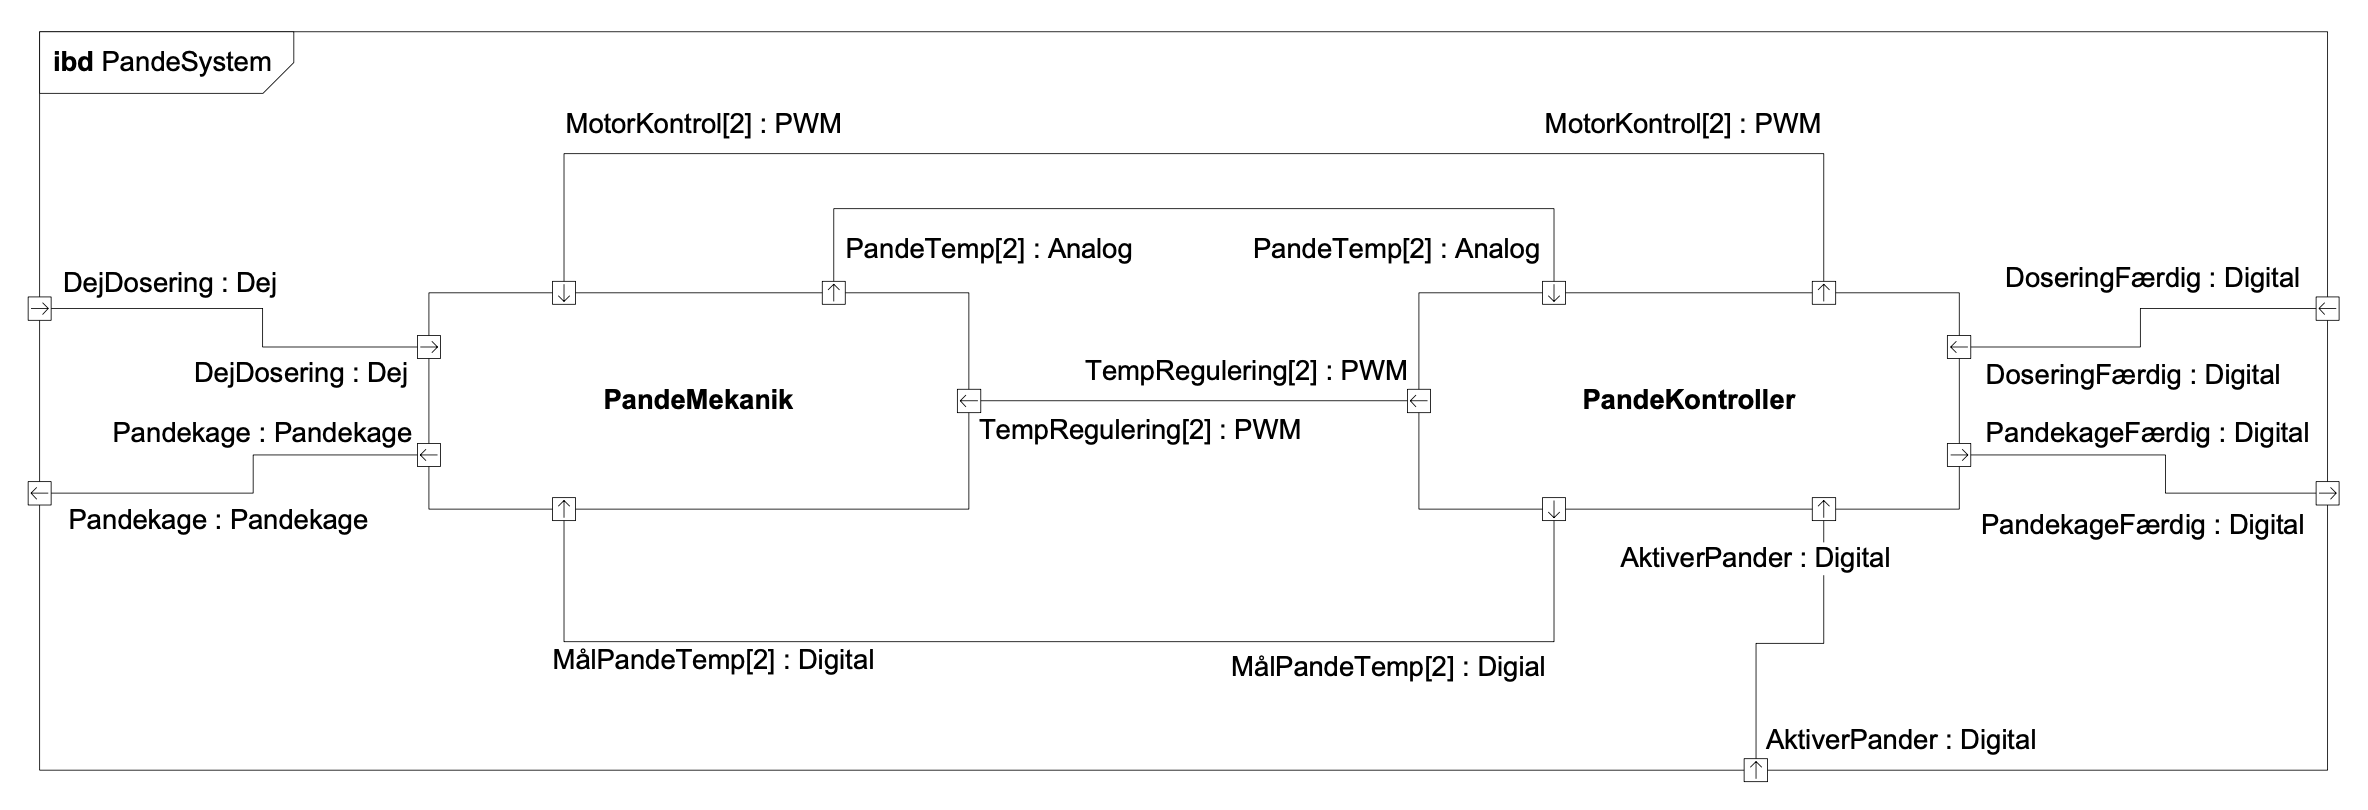 ibd PandeSystem
MotorKontrol[2] : PWM
MotorKontrol[2] : PWM
PandeTemp[2] : Analog
PandeTemp[2] : Analog
DejDosering : Dej
DoseringFærdig : Digital
DejDosering : Dej
TempRegulering[2] : PWM
DoseringFærdig : Digital
PandeMekanik
PandeKontroller
Pandekage : Pandekage
TempRegulering[2] : PWM
PandekageFærdig : Digital
Pandekage : Pandekage
PandekageFærdig : Digital
AktiverPander : Digital
MålPandeTemp[2] : Digital
MålPandeTemp[2] : Digial
AktiverPander : Digital